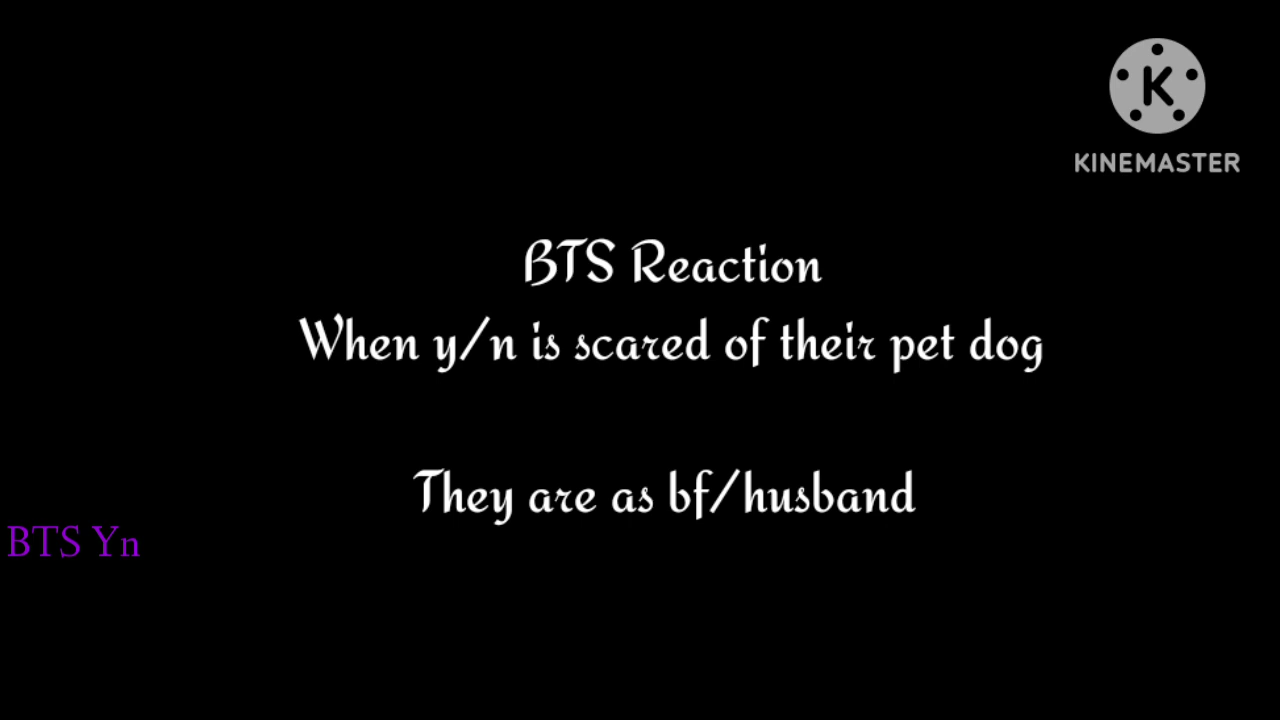 KINEMASTER
BTS Reaction
When y/n is scared of their pet dog
They are as bf/husband
BTS Yn